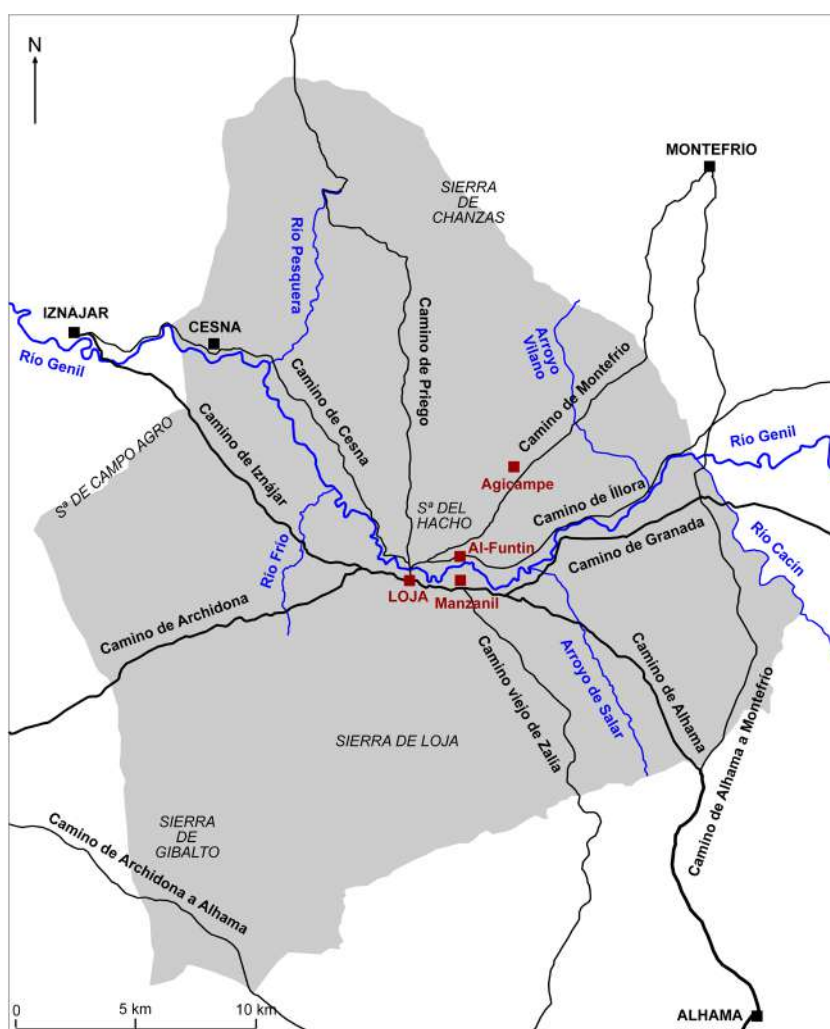 N
MONTEFRIO
SIERRA
DE
CHANZAS
Río Pesquera
IZNÁJAR
CESNA
Río Genil
Camino de Priego
Arroyo
Vilano
Camino de Montefrio
Camino de Cesna
Camino de Iznájar
Sª DE CAMPO AGRO
Río Genil
Agicampe
Camino de Íllora
Sª DEL
HACHO
Río Frío
Al-Funtin
Camino de Granada
Río Cacín
LOJA
Manzanil
Camino de Archidona
Camino viejo de Zalia
Arroyo de Salar
Camino de Alhama
Camino de Alhama a Montefrío
SIERRA DE LOJA
SIERRA
DE
GIBALTO
Camino de Archidona a Alhama
0
5 km
10 km
ALHAMA